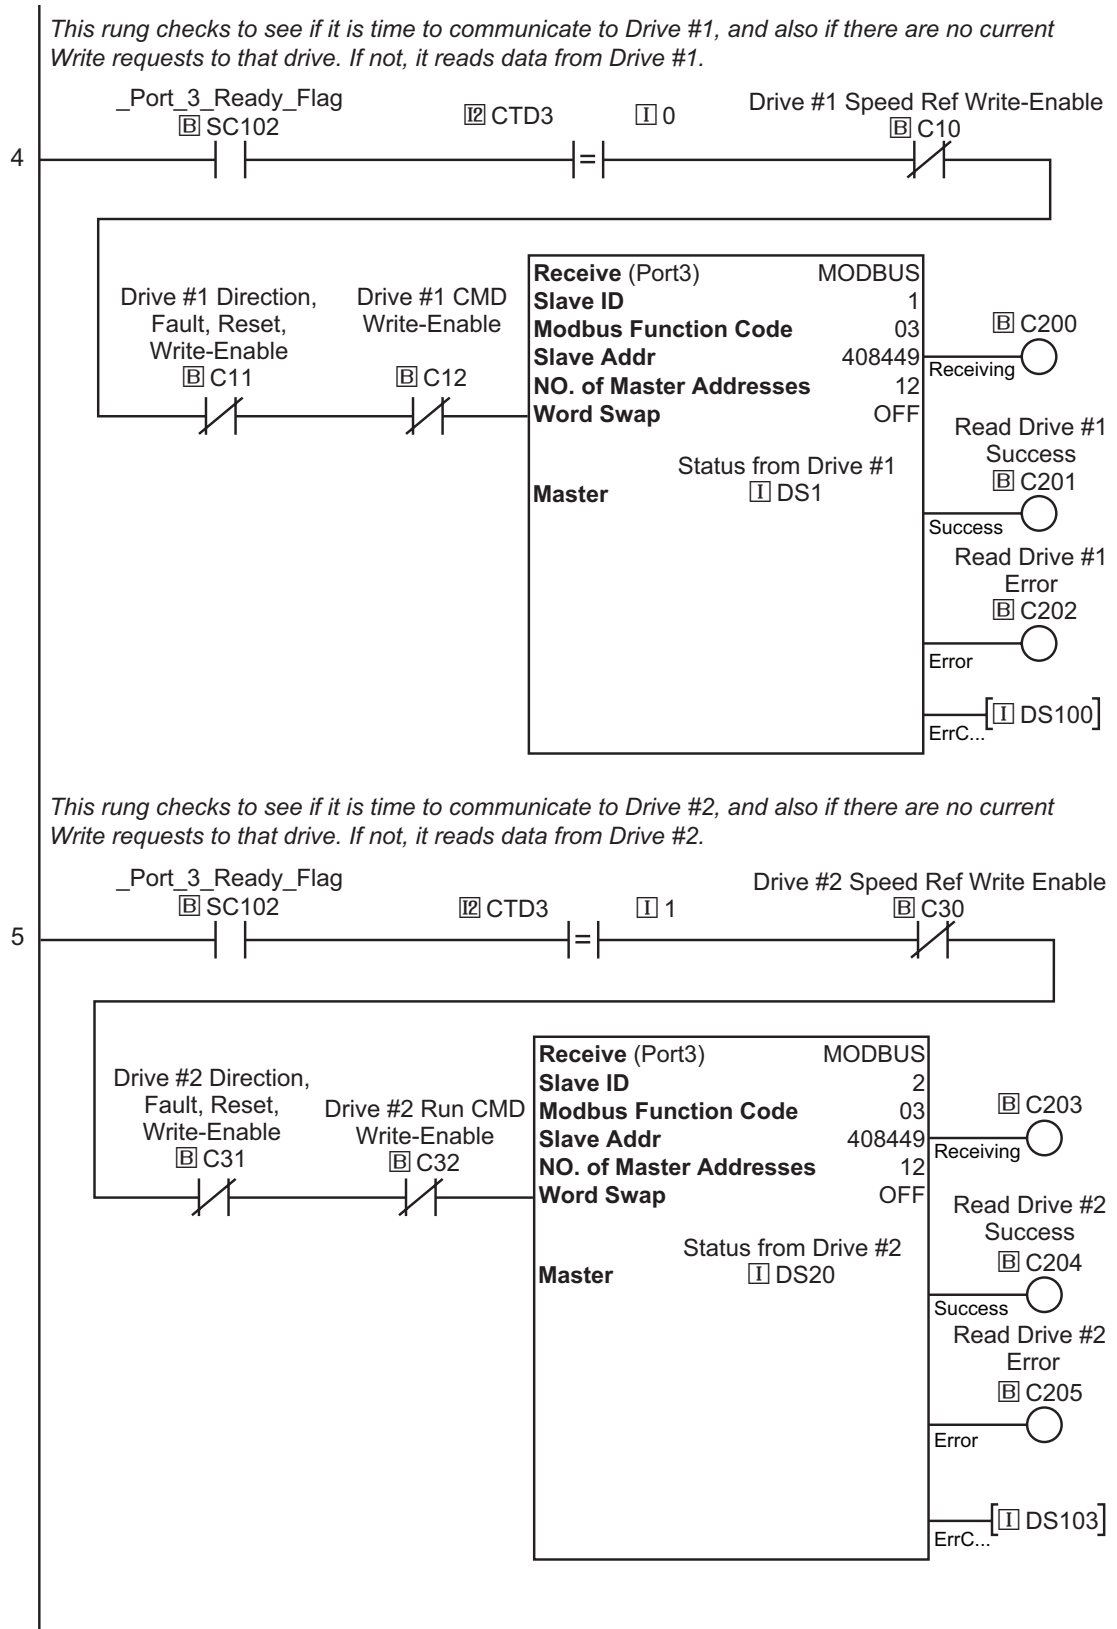 This rung checks to see if it is time to communicate to Drive #1, and also if there are no current
Write requests to that drive. If not, it reads data from Drive #1.
_Port_3_Ready_Flag
B SC102
I2 CTD3
I 0
Drive #1 Speed Ref Write-Enable
B C10
4
=
Drive #1 Direction,
Fault, Reset,
Write-Enable
B C11
Drive #1 CMD
Write-Enable
B C12
Receive (Port3) MODBUS
Slave ID 1
Modbus Function Code 03
Slave Addr 408449
NO. of Master Addresses 12
Word Swap OFF
Status from Drive #1
Master I DS1
B C200
Receiving
Read Drive #1
Success
B C201
Success
Read Drive #1
Error
B C202
Error
I DS100
ErrC...
This rung checks to see if it is time to communicate to Drive #2, and also if there are no current
Write requests to that drive. If not, it reads data from Drive #2.
_Port_3_Ready_Flag
B SC102
I2 CTD3
I 1
Drive #2 Speed Ref Write Enable
B C30
5
=
Drive #2 Direction,
Fault, Reset,
Write-Enable
B C31
Drive #2 Run CMD
Write-Enable
B C32
Receive (Port3) MODBUS
Slave ID 2
Modbus Function Code 03
Slave Addr 408449
NO. of Master Addresses 12
Word Swap OFF
Status from Drive #2
Master I DS20
B C203
Receiving
Read Drive #2
Success
B C204
Success
Read Drive #2
Error
B C205
Error
I DS103
ErrC...